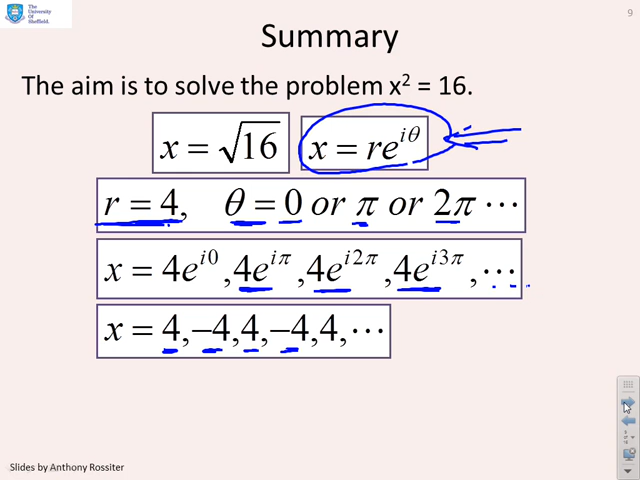 The
University
Of
Sheffield.
9
Summary
The aim is to solve the problem x² = 16.
x = √16 x = re^{iθ}
r = 4, θ = 0 or π or 2π ⋯
x = 4e^{i0}, 4e^{iπ}, 4e^{i2π}, 4e^{i3π}, ⋯
x = 4, −4, 4, −4, 4, ⋯
Slides by Anthony Rossiter